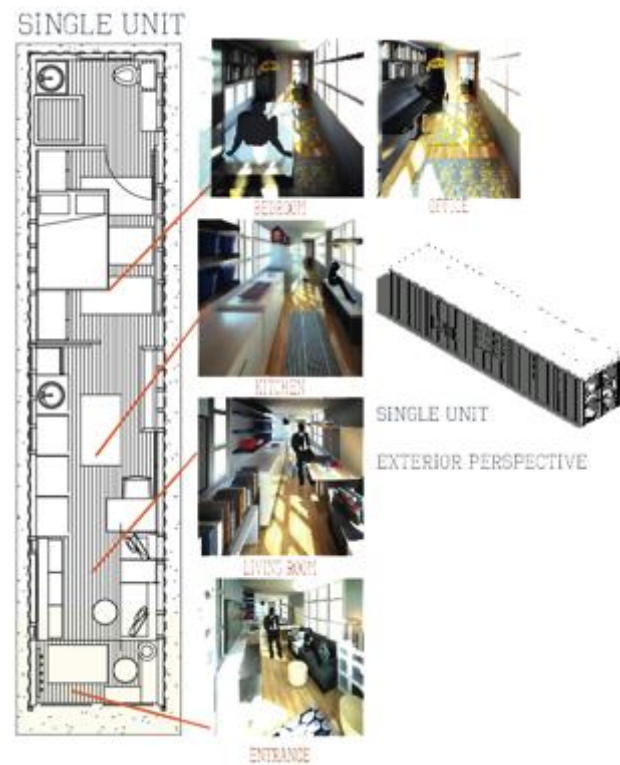 SINGLE UNIT
BEDROOM
OFFICE
KITCHEN
SINGLE UNIT
EXTERIOR PERSPECTIVE
LIVING ROOM
ENTRANCE